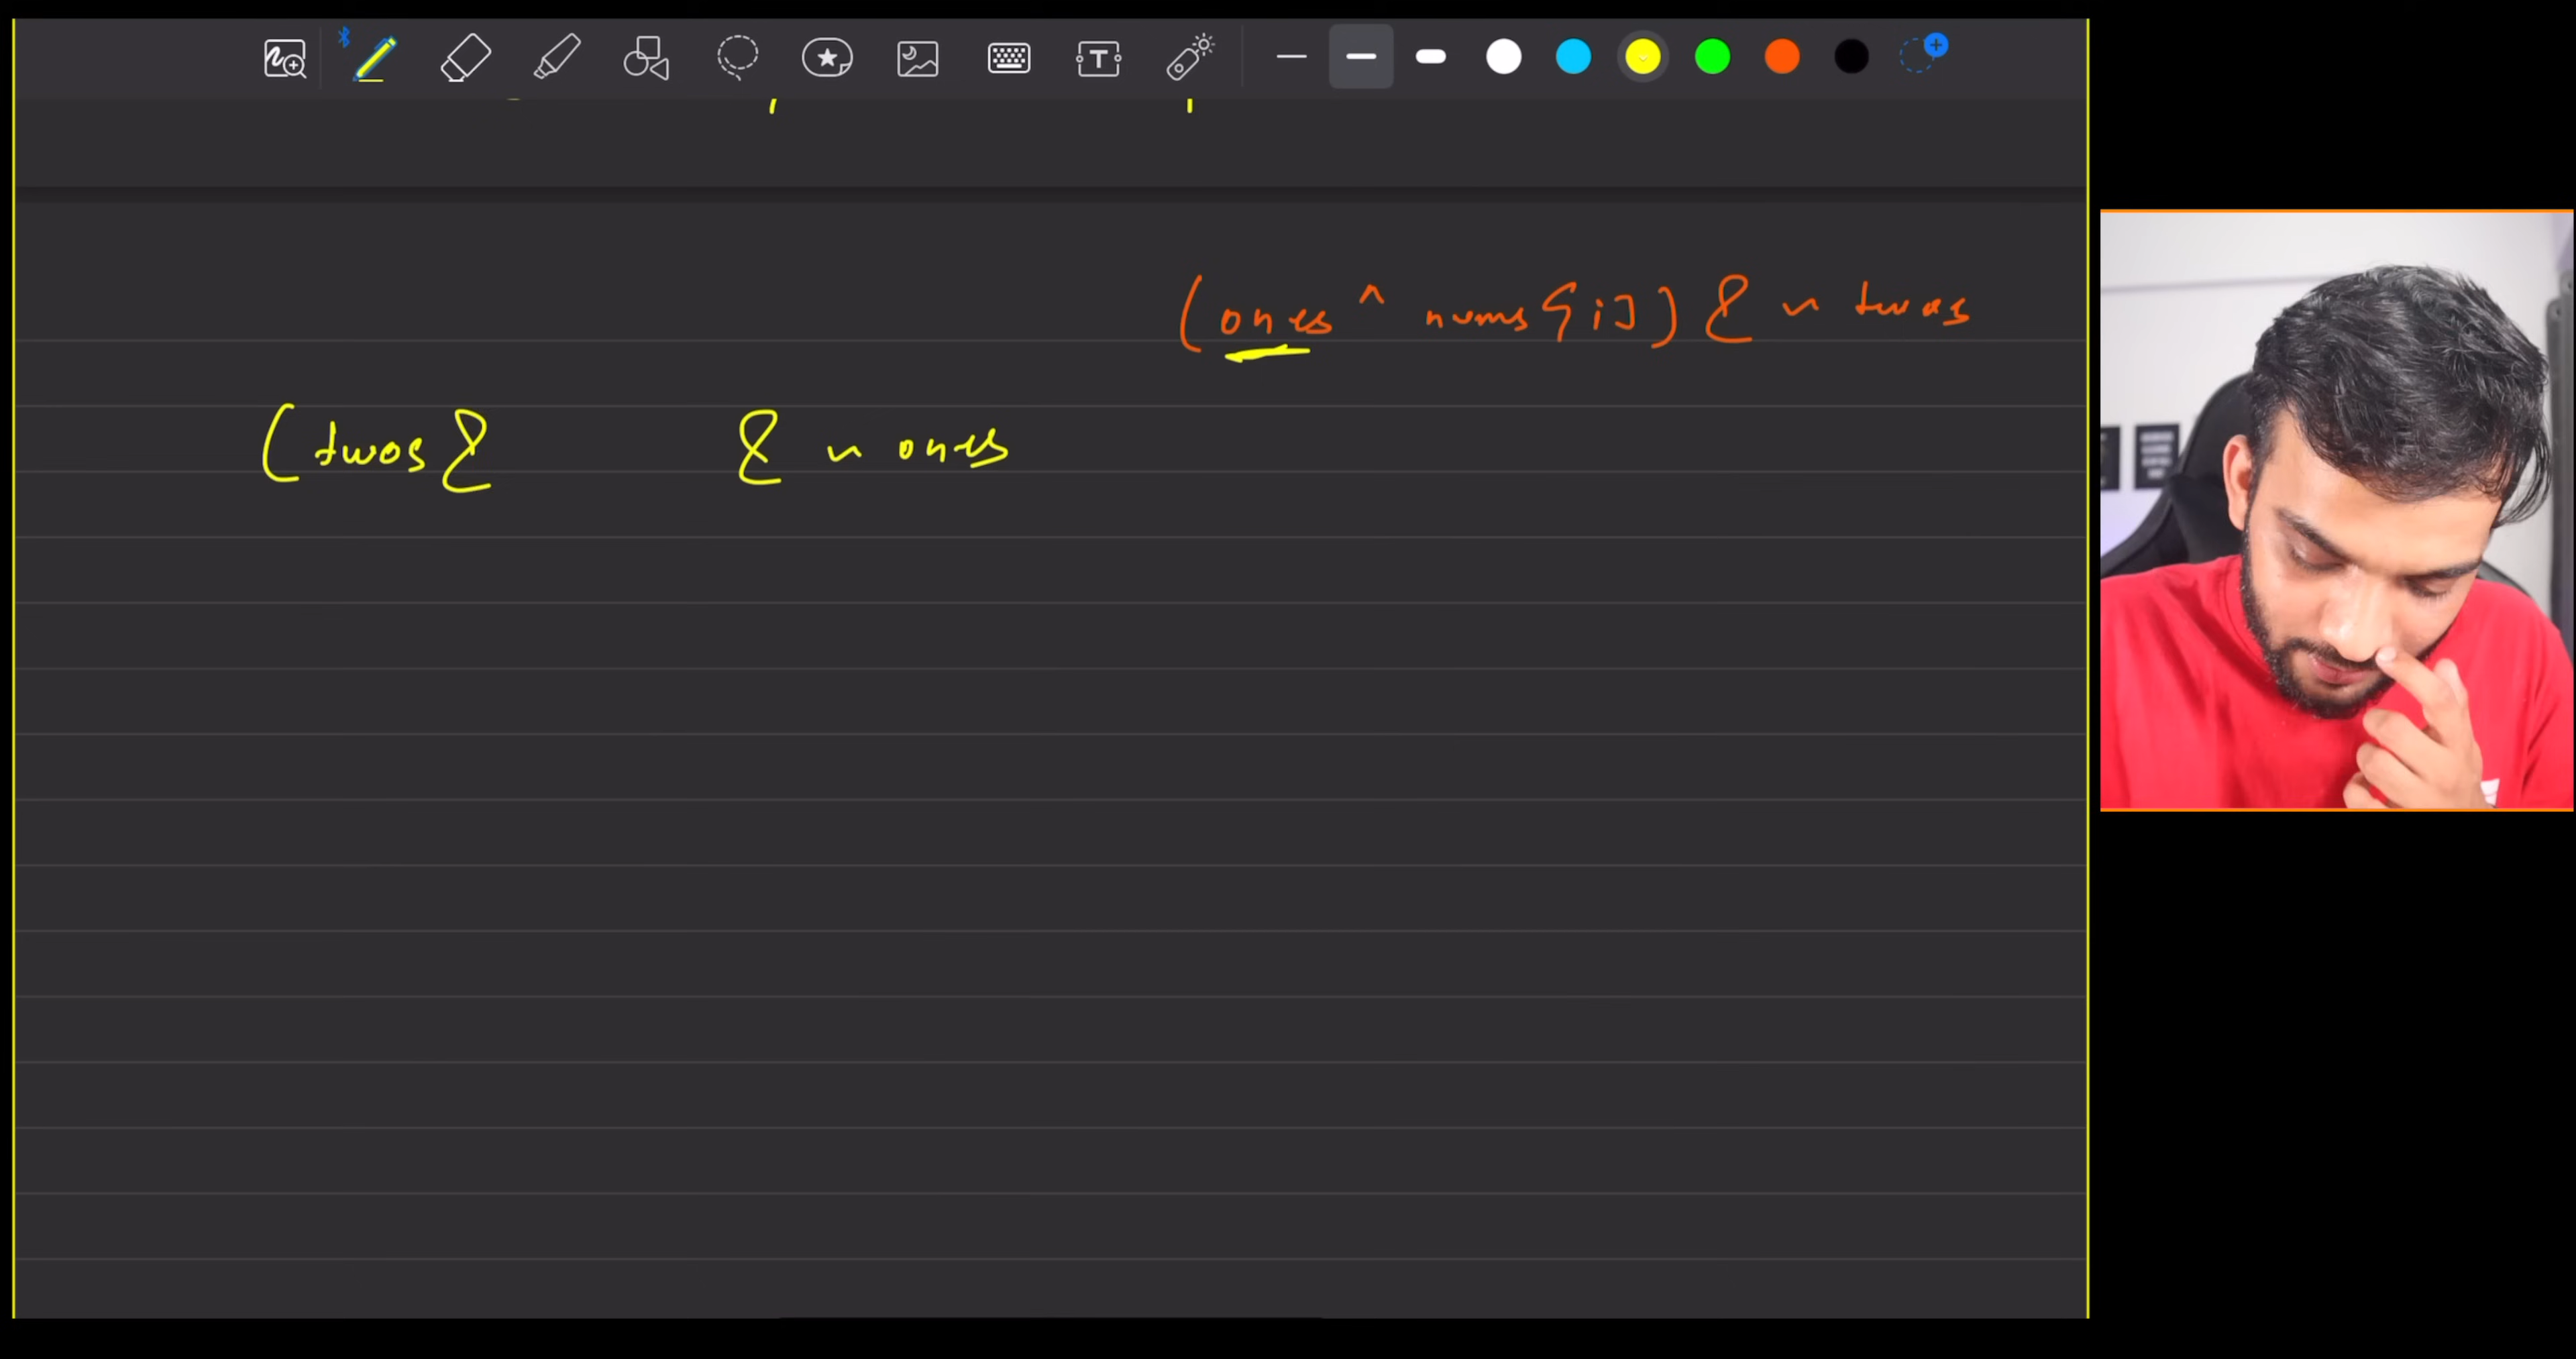 (ones ^ nums[i]) & ~ twos
(twos & & ~ ones